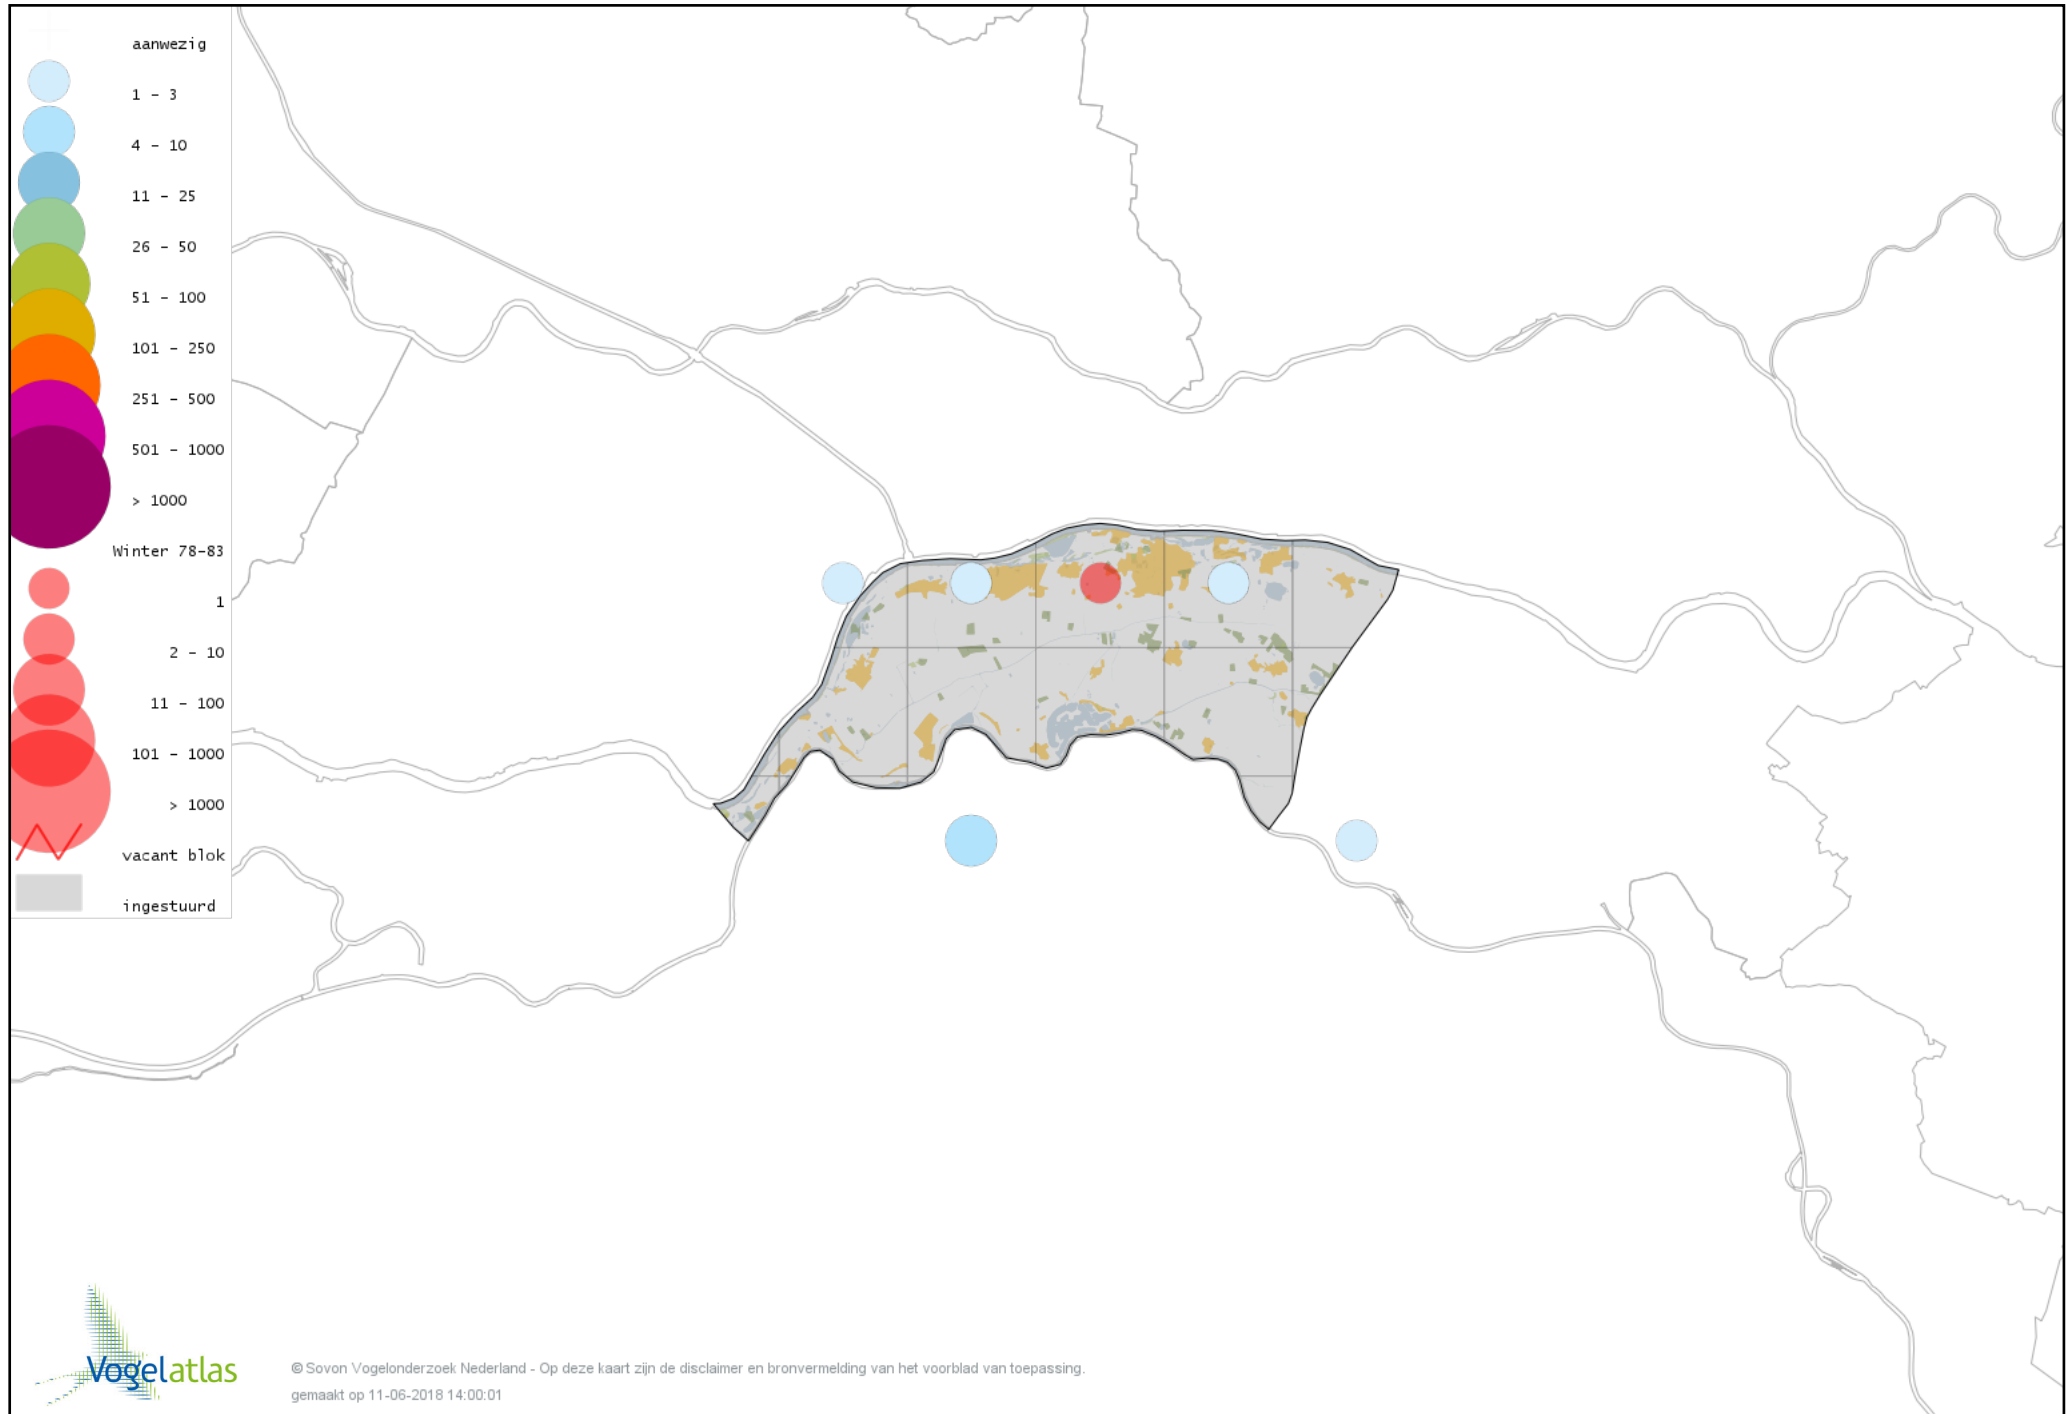 aanwezig
1 - 3
4 - 10
11 - 25
26 - 50
51 - 100
101 - 250
251 - 500
501 - 1000
> 1000
Winter 78-83
1
2 - 10
11 - 100
101 - 1000
> 1000
vacant blok
ingestuurd
Vogelatlas
© Sovon Vogelonderzoek Nederland - Op deze kaart zijn de disclaimer en bronvermelding van het voorblad van toepassing.
gemaakt op 11-06-2018 14:00:01